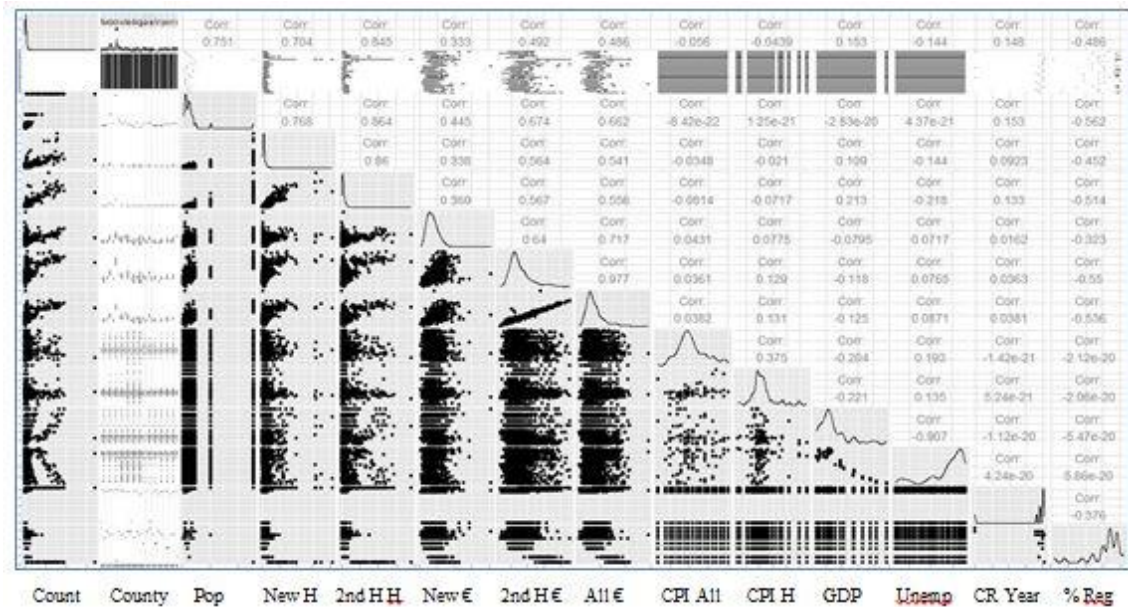 Corr: Corr: Corr: Corr: Corr: Corr: Corr: Corr: Corr: Corr: Corr: Corr:
0.751 0.704 0.845 0.333 0.492 0.486 -0.056 -0.0439 0.153 -0.144 0.148 -0.486
Corr: Corr: Corr: Corr: Corr: Corr: Corr: Corr: Corr: Corr: Corr:
0.768 0.864 0.445 0.674 0.662 -8.42e-22 1.25e-21 -2.83e-20 4.37e-21 0.153 -0.562
Corr: Corr: Corr: Corr: Corr: Corr: Corr: Corr: Corr: Corr:
0.86 0.338 0.564 0.541 -0.0348 -0.021 0.109 -0.144 0.0923 -0.452
Corr: Corr: Corr: Corr: Corr: Corr: Corr: Corr: Corr:
0.360 0.567 0.556 -0.0814 -0.0717 0.213 -0.218 0.133 -0.514
Corr: Corr: Corr: Corr: Corr: Corr: Corr: Corr:
0.64 0.717 0.0431 0.0775 -0.0795 0.0717 0.0162 -0.323
Corr: Corr: Corr: Corr: Corr: Corr: Corr:
0.977 0.0361 0.129 -0.118 0.0765 0.0363 -0.55
Corr: Corr: Corr: Corr: Corr: Corr:
0.0382 0.131 -0.125 0.0871 0.0381 -0.536
Corr: Corr: Corr: Corr: Corr:
0.375 -0.204 0.193 -1.42e-21 -2.12e-20
Corr: Corr: Corr: Corr:
-0.221 0.135 5.24e-21 -2.96e-20
Corr: Corr: Corr:
-0.907 -1.12e-20 -5.47e-20
Corr: Corr:
4.24e-20 5.86e-20
Corr:
-0.376
Count County Pop New H 2nd H H New € 2nd H € All € CPI All CPI H GDP Unemp CR Year % Rag